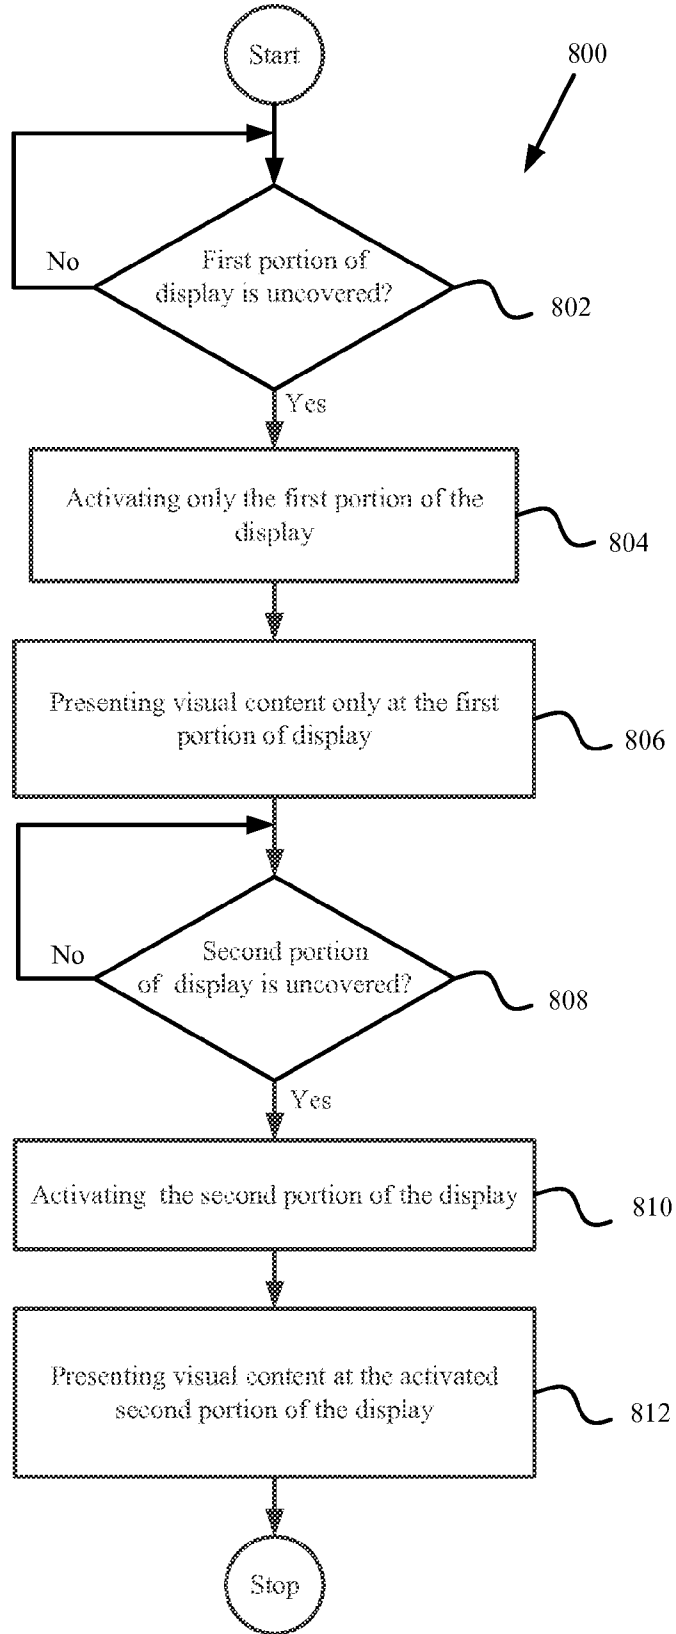 Start
800
First portion of
display is uncovered?
No
802
Yes
Activating only the first portion of the
display
804
Presenting visual content only at the first
portion of display
806
Second portion
of display is uncovered?
No
808
Yes
Activating the second portion of the display
810
Presenting visual content at the activated
second portion of the display
812
Stop